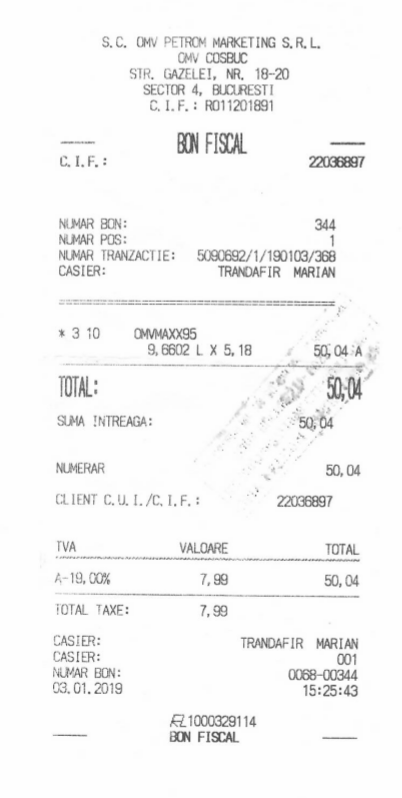 S.C. OMV PETROM MARKETING S.R.L.
OMV COSBUC
STR. GAZELEI, NR. 18-20
SECTOR 4, BUCURESTI
C.I.F.: RO11201891
BON FISCAL
C.I.F.: 22036897
NUMAR BON: 344
NUMAR POS: 1
NUMAR TRANZACTIE: 5090692/1/190103/368
CASIER: TRANDAFIR MARIAN
* 3 10 OMVMAXX95
9,6602 L X 5,18 50,04 A
TOTAL: 50,04
SUMA INTREAGA: 50,04
NUMERAR 50,04
CLIENT C.U.I./C.I.F.: 22036897
TVA VALOARE TOTAL
A-19,00% 7,99 50,04
TOTAL TAXE: 7,99
CASIER: TRANDAFIR MARIAN
CASIER: 001
NUMAR BON: 0068-00344
03.01.2019 15:25:43
1000329114
BON FISCAL